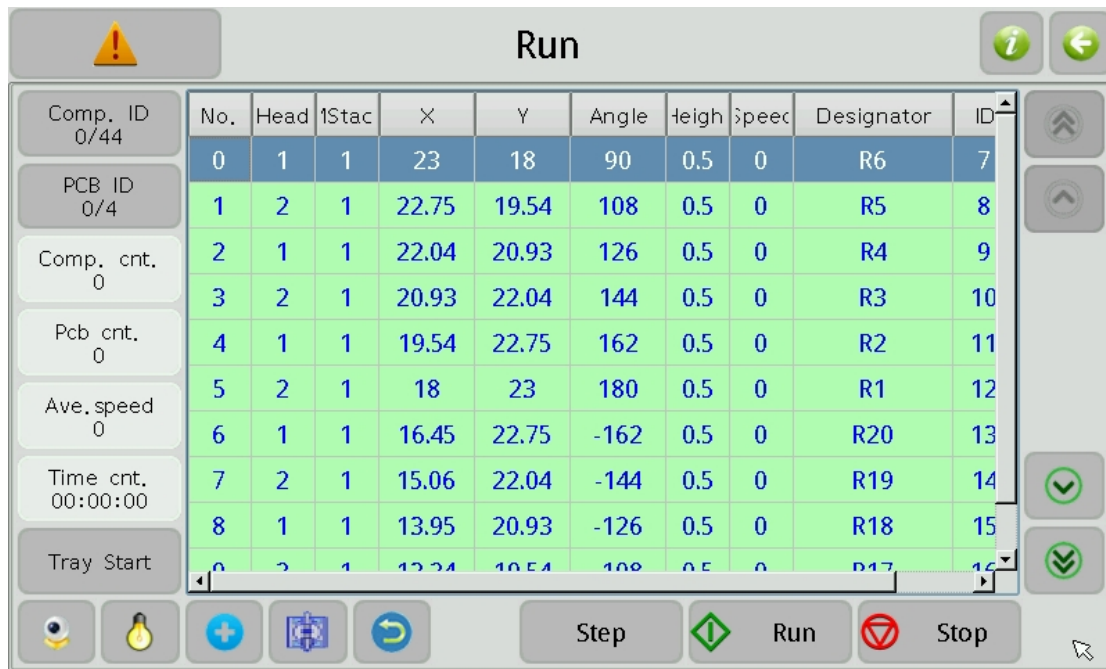 Run
Comp. ID
0/44
PCB ID
0/4
Comp. cnt.
0
Pcb cnt.
0
Ave.speed
0
Time cnt.
00:00:00
Tray Start
No. Head Stac X Y Angle Heigh Speed Designator ID
0 1 1 23 18 90 0.5 0 R6 7
1 2 1 22.75 19.54 108 0.5 0 R5 8
2 1 1 22.04 20.93 126 0.5 0 R4 9
3 2 1 20.93 22.04 144 0.5 0 R3 10
4 1 1 19.54 22.75 162 0.5 0 R2 11
5 2 1 18 23 180 0.5 0 R1 12
6 1 1 16.45 22.75 -162 0.5 0 R20 13
7 2 1 15.06 22.04 -144 0.5 0 R19 14
8 1 1 13.95 20.93 -126 0.5 0 R18 15
Step Run Stop